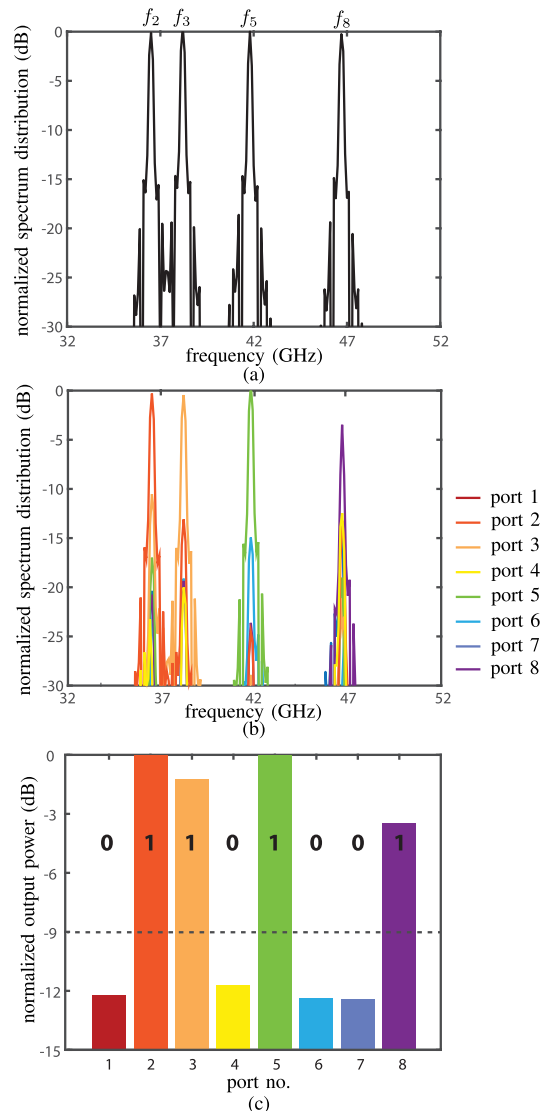 f2 f3 f5 f8
normalized spectrum distribution (dB)
0
-5
-10
-15
-20
-25
-30
32 37 42 47 52
frequency (GHz)
(a)
normalized spectrum distribution (dB)
0
-5
-10
-15
-20
-25
-30
32 37 42 47 52
frequency (GHz)
(b)
port 1
port 2
port 3
port 4
port 5
port 6
port 7
port 8
normalized output power (dB)
0
-3
-6
-9
-12
-15
0 1 1 0 1 0 0 1
1 2 3 4 5 6 7 8
port no.
(c)